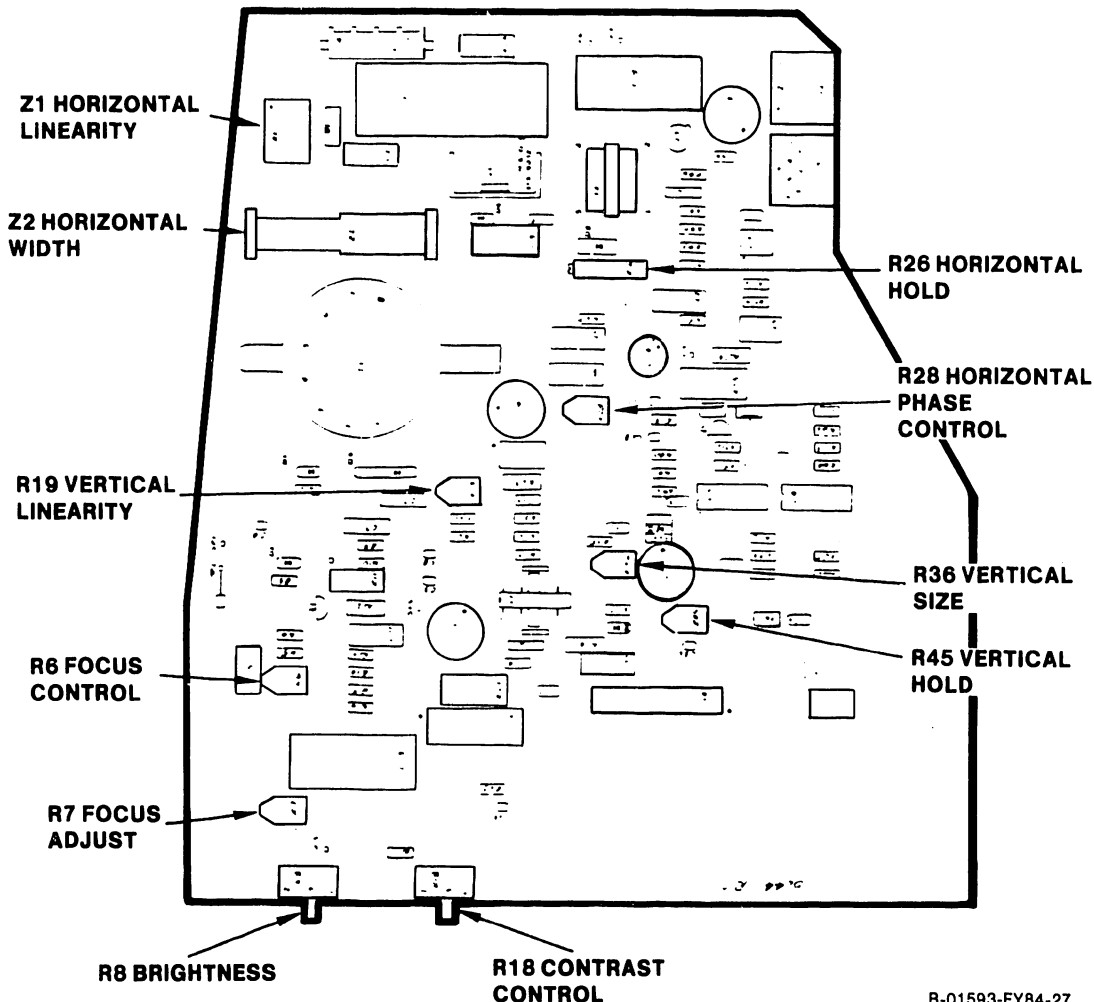 Z1 HORIZONTAL
LINEARITY
Z2 HORIZONTAL
WIDTH
R26 HORIZONTAL
HOLD
R28 HORIZONTAL
PHASE
CONTROL
R19 VERTICAL
LINEARITY
R36 VERTICAL
SIZE
R45 VERTICAL
HOLD
R6 FOCUS
CONTROL
R7 FOCUS
ADJUST
R8 BRIGHTNESS
R18 CONTRAST
CONTROL
B-01593-FY84-27